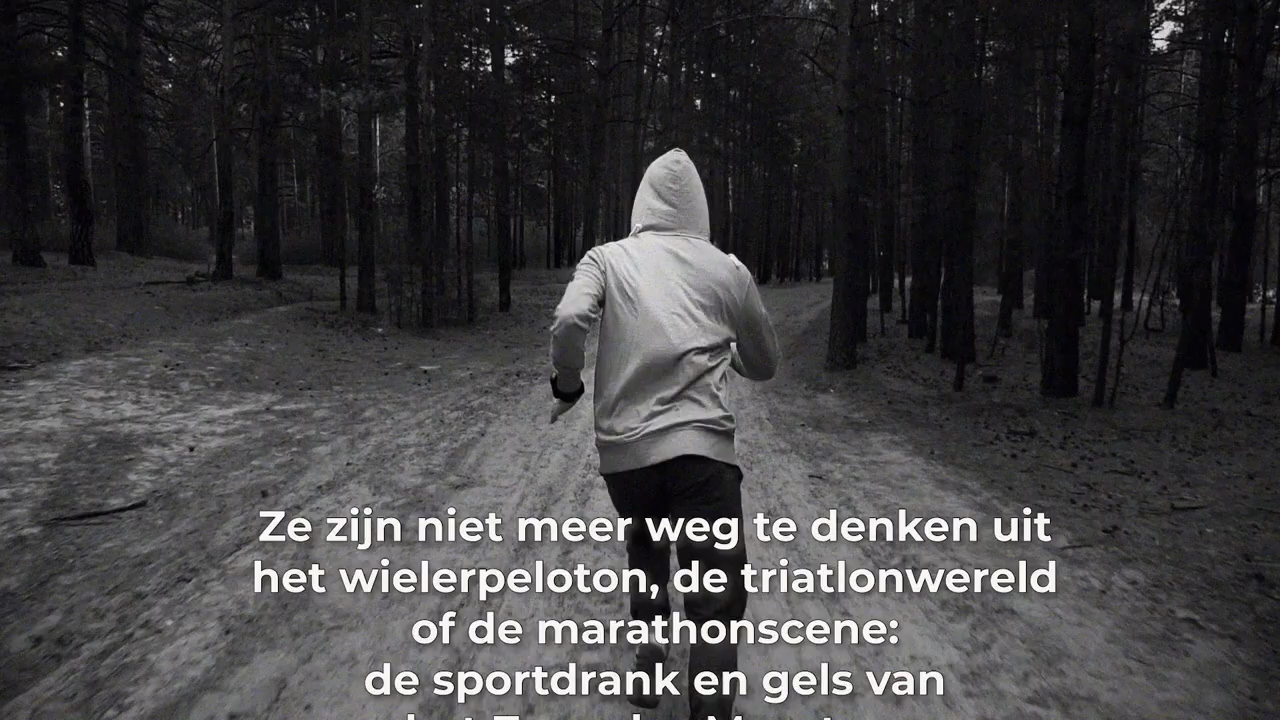 Ze zijn niet meer weg te denken uit
het wielerpeloton, de triatlonwereld
of de marathonscene:
de sportdrank en gels van